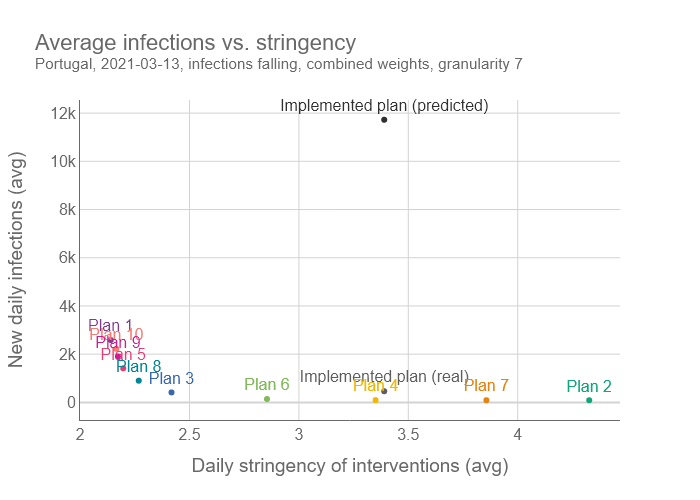 Average infections vs. stringency
Portugal, 2021-03-13, infections falling, combined weights, granularity 7
New daily infections (avg)
12k
10k
8k
6k
4k
2k
0
Implemented plan (predicted)
Plan 1
Plan 10
Plan 9
Plan 5
Plan 8
Plan 3
Plan 6
Implemented plan (real)
Plan 4
Plan 7
Plan 2
2
2.5
3
3.5
4
Daily stringency of interventions (avg)